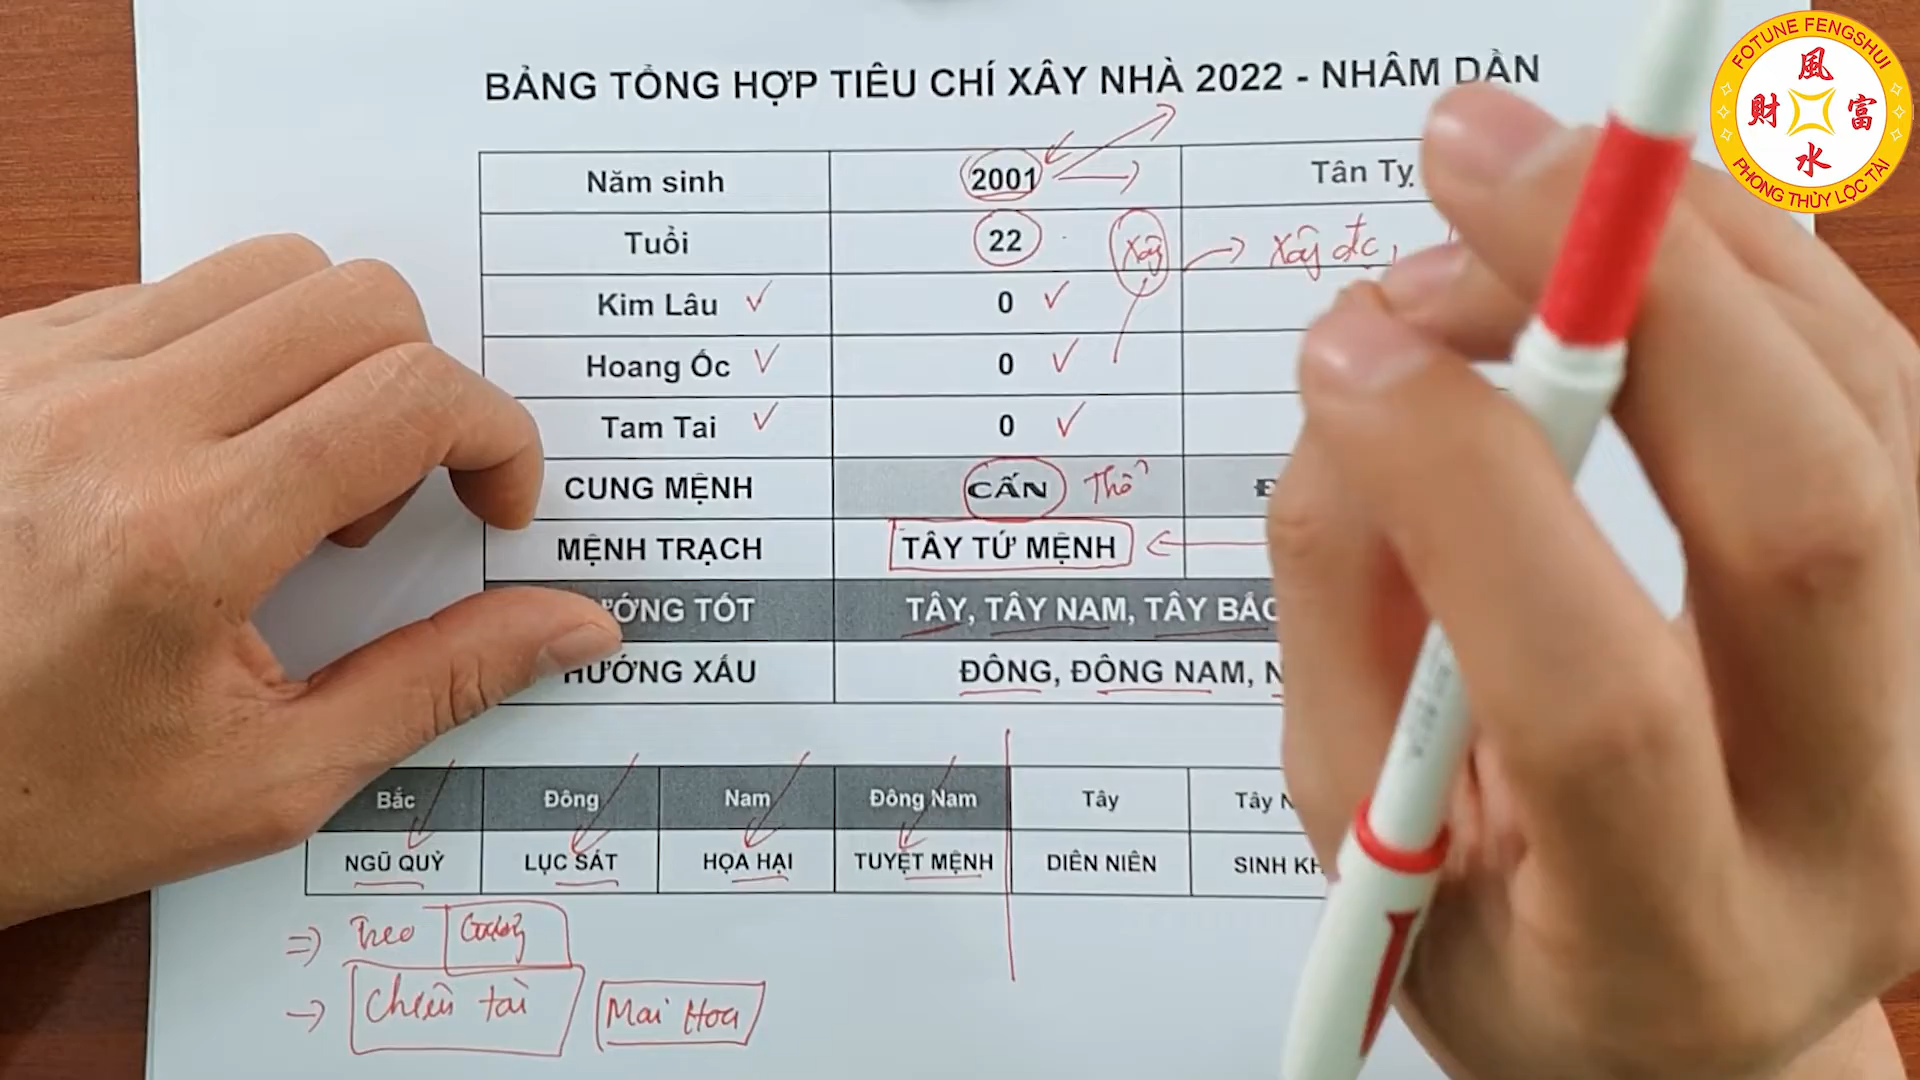 BẢNG TỔNG HỢP TIÊU CHÍ XÂY NHÀ 2022 - NHÂM DẦN
Năm sinh 2001 Tân Tỵ
Tuổi 22 Xây Xây đc
Kim Lâu 0
Hoang Ốc 0
Tam Tai 0
CUNG MỆNH CẤN Thổ
MỆNH TRẠCH TÂY TỨ MỆNH
TỐT TÂY, TÂY NAM, TÂY BẮC
HƯỚNG XẤU ĐÔNG, ĐÔNG NAM,
Bắc Đông Nam Đông Nam Tây Tây
NGŨ QUỶ LỤC SÁT HỌA HẠI TUYỆT MỆNH DIÊN NIÊN SINH
Treo
Chiêu tài Mai Hoa
FOTUNE FENGSHUI
風
財 富
水
PHONG THỦY LỘC TÀI